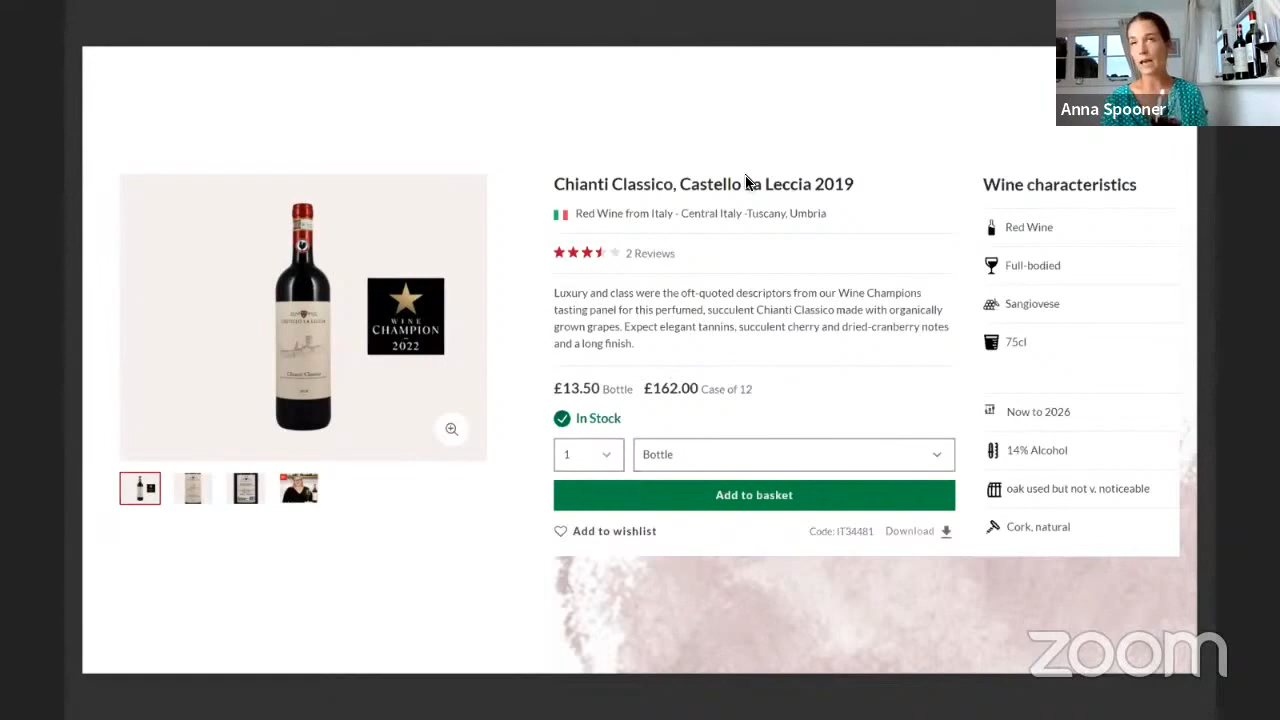 Anna Spooner
Chianti Classico, Castello La Leccia 2019
Wine characteristics
Red Wine from Italy - Central Italy -Tuscany, Umbria
2 Reviews
Luxury and class were the oft-quoted descriptors from our Wine Champions
tasting panel for this perfumed, succulent Chianti Classico made with organically
grown grapes. Expect elegant tannins, succulent cherry and dried-cranberry notes
and a long finish.
£13.50 Bottle £162.00 Case of 12
In Stock
1
Bottle
Add to basket
Add to wishlist
Code: IT34481
Download
Red Wine
Full-bodied
Sangiovese
75cl
Now to 2026
14% Alcohol
oak used but not v. noticeable
Cork, natural
CASTELLO LA LECCIA
Chianti Classico
WINE
CHAMPION
2022
zoom